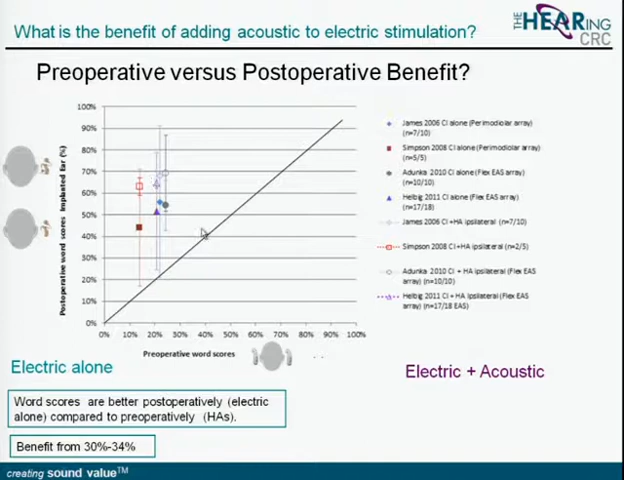 What is the benefit of adding acoustic to electric stimulation?
THE HEARing
CRC
Preoperative versus Postoperative Benefit?
100%
90%
80%
70%
60%
50%
40%
30%
20%
10%
0%
Postoperative word scores implanted Ear (%)
0% 10% 20% 30% 40% 50% 60% 70% 80% 90% 100%
Preoperative word scores
James 2006 CI alone (Perimodiolar array)
(n=7/10)
Simpson 2008 CI alone (Perimodiolar array)
(n=5/5)
Adunka 2010 CI alone (Flex EAS array)
(n=10/10)
Helbig 2011 CI alone (Flex EAS array)
(n=17/18)
James 2006 CI+HA ipsilateral (n=7/10)
Simpson 2008 CI+HA ipsilateral (n=2/5)
Adunka 2010 CI + HA ipsilateral (Flex EAS
array) (n=10/10)
Helbig 2011 CI + HA ipsilateral (Flex EAS
array) (n=17/18 EAS)
Electric alone
Electric + Acoustic
Word scores are better postoperatively (electric
alone) compared to preoperatively (HAs).
Benefit from 30%-34%
creating sound value™